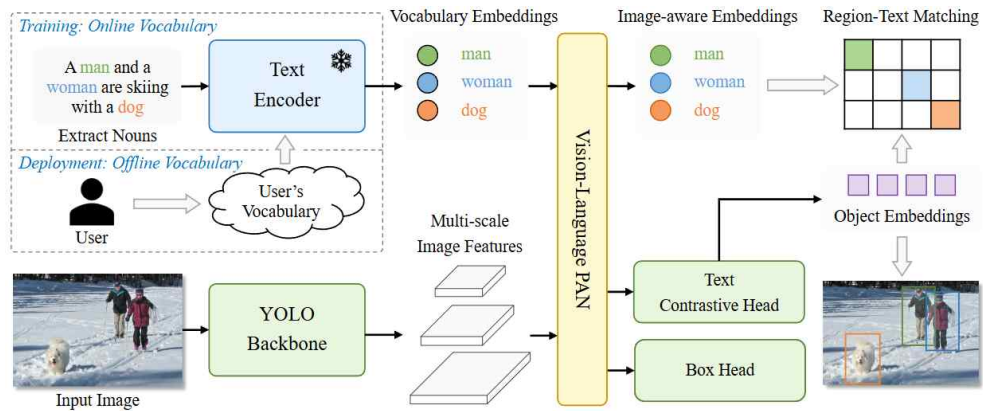 Training: Online Vocabulary
A man and a
woman are skiing
with a dog
Extract Nouns
Text
Encoder
Deployment: Offline Vocabulary
User
User's
Vocabulary
Vocabulary Embeddings
man
woman
dog
Image-aware Embeddings
man
woman
dog
Region-Text Matching
Vision-Language PAN
Object Embeddings
Input Image
YOLO
Backbone
Multi-scale
Image Features
Text
Contrastive Head
Box Head